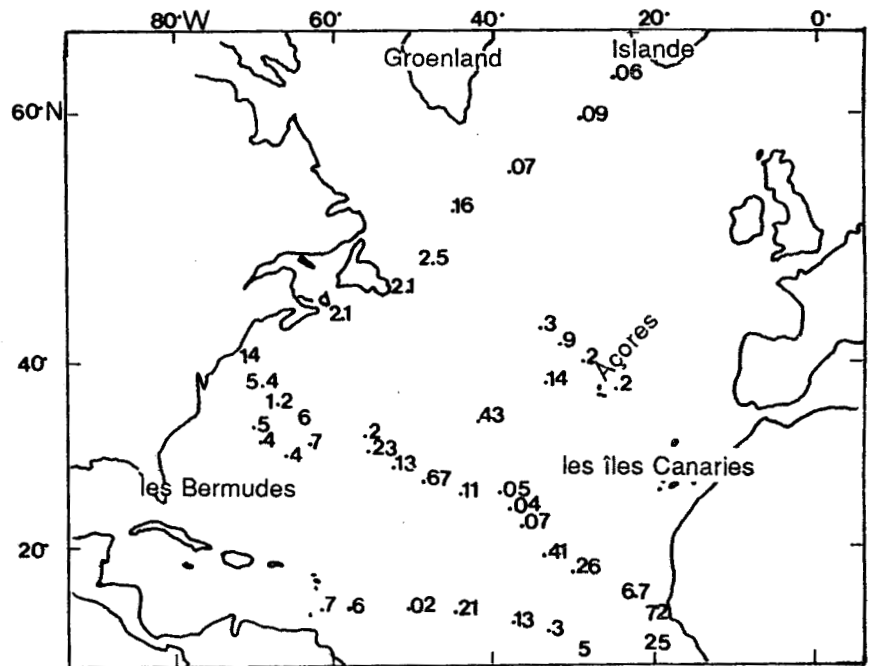 80°W 60° 40° 20° 0°
Groenland Islande
.06
60°N .09
.07
.16
2.5
2.1
2.1
.3
.9
14 .2 Açores
40°
5.4 .14 .2
1.2
.5 6 .43
.4 .7 .2
.4 .23
.13 les îles Canaries
.67
les Bermudes .11 .05
.04
.07
20° .41
.26
6.7
.7 .6 .02 .21 72
.13 .3
5 25